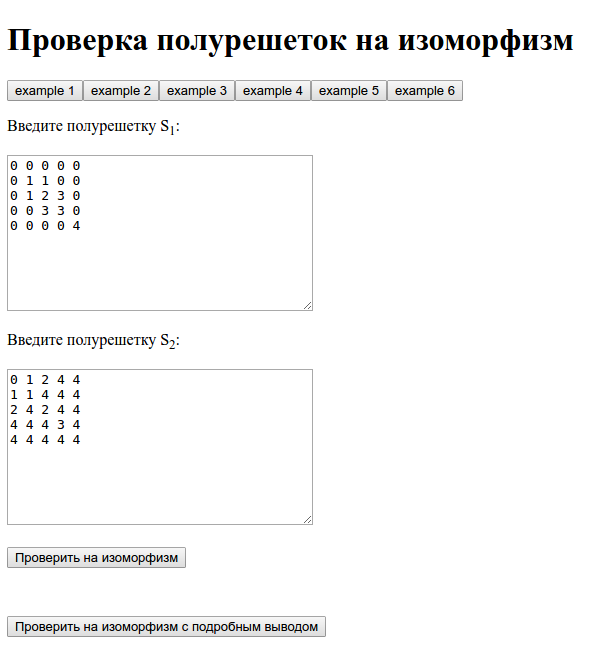 Проверка полурешеток на изоморфизм
example 1 example 2 example 3 example 4 example 5 example 6
Введите полурешетку S1:
0 0 0 0 0
0 1 1 0 0
0 1 2 3 0
0 0 3 3 0
0 0 0 0 4
Введите полурешетку S2:
0 1 2 4 4
1 1 4 4 4
2 4 2 4 4
4 4 4 3 4
4 4 4 4 4
Проверить на изоморфизм
Проверить на изоморфизм с подробным выводом